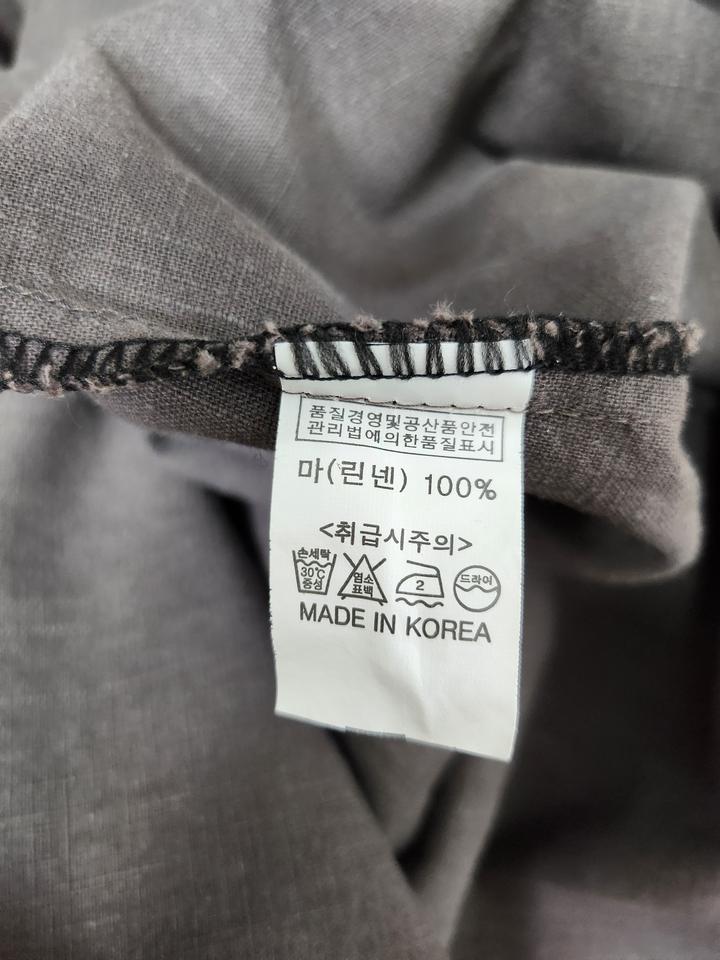 품질경영및공산품안전
관리법에의한품질표시
마(린넨) 100%
<취급시주의>
손세탁 30℃ 중성 염소 표백 2 드라이
MADE IN KOREA